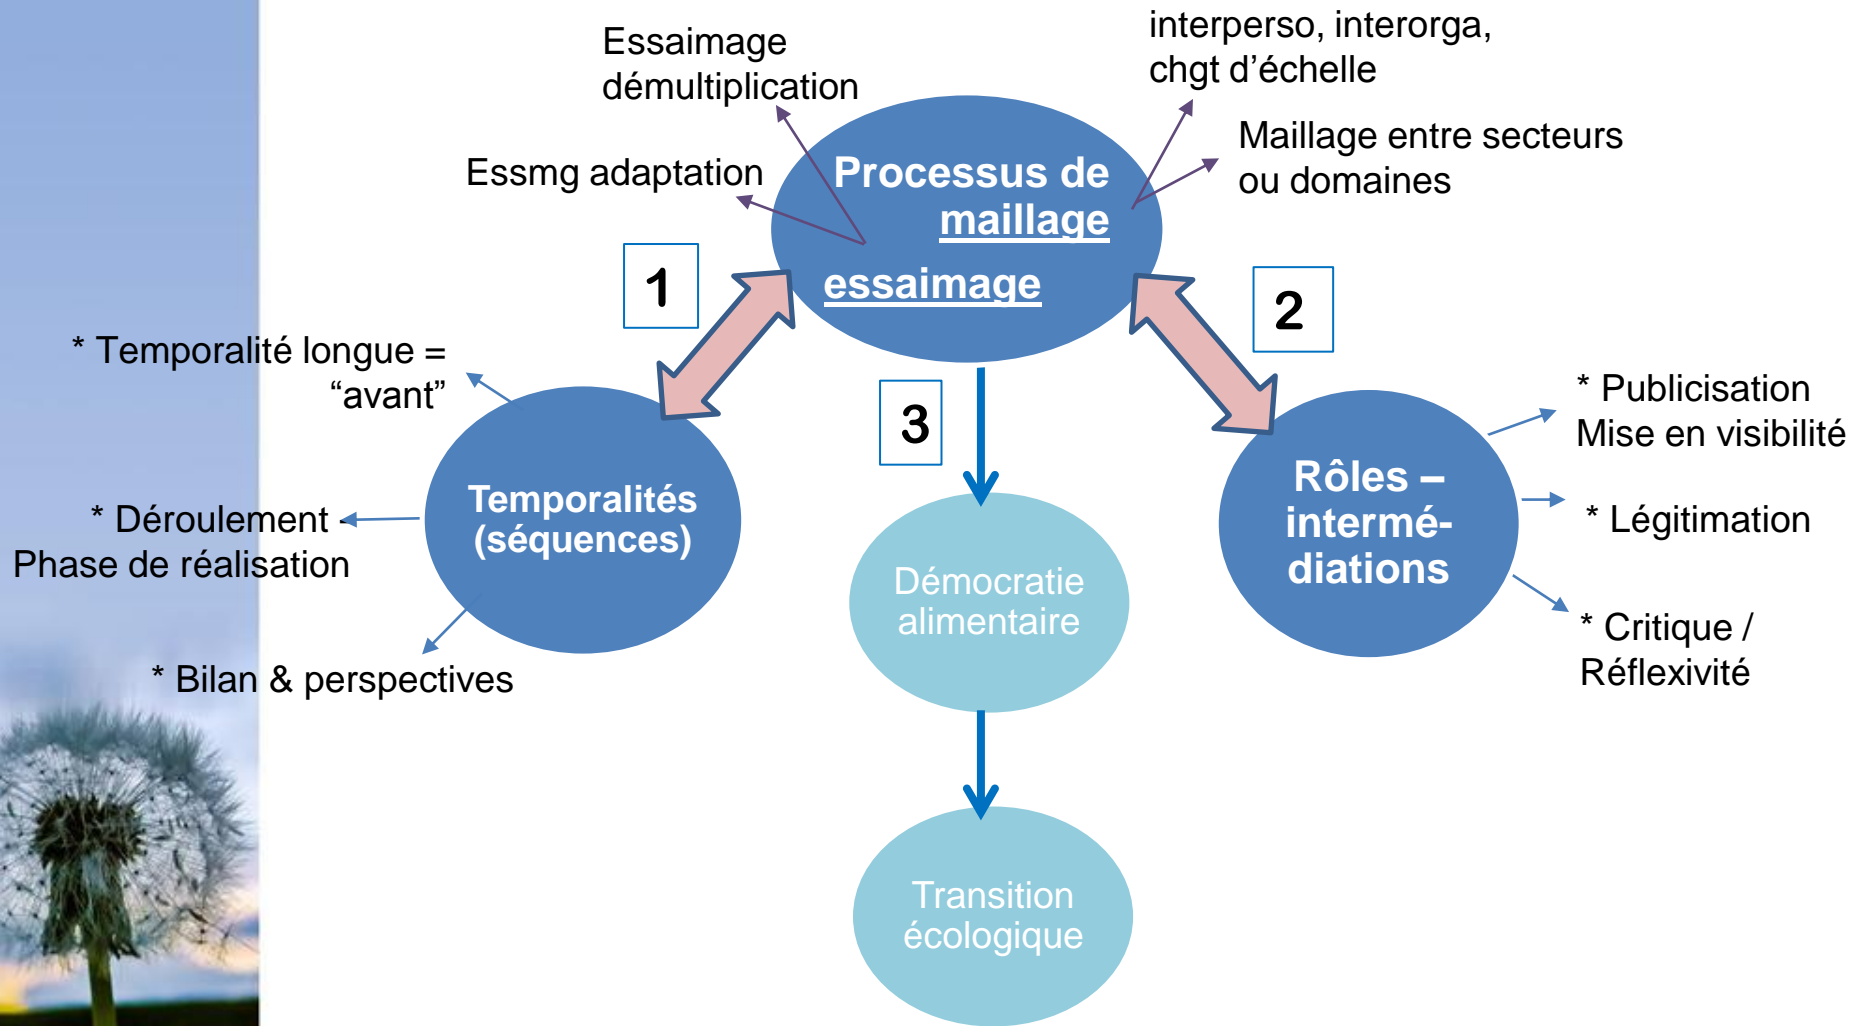 Essaimage
démultiplication
interperso, interorga,
chgt d’échelle
Essmg adaptation
Maillage entre secteurs
ou domaines
Processus de
maillage
essaimage
1
2
3
* Temporalité longue =
“avant”
* Déroulement -
Phase de réalisation
* Bilan & perspectives
Temporalités
(séquences)
Démocratie
alimentaire
Transition
écologique
Rôles –
intermé-
diations
* Publicisation
Mise en visibilité
* Légitimation
* Critique /
Réflexivité